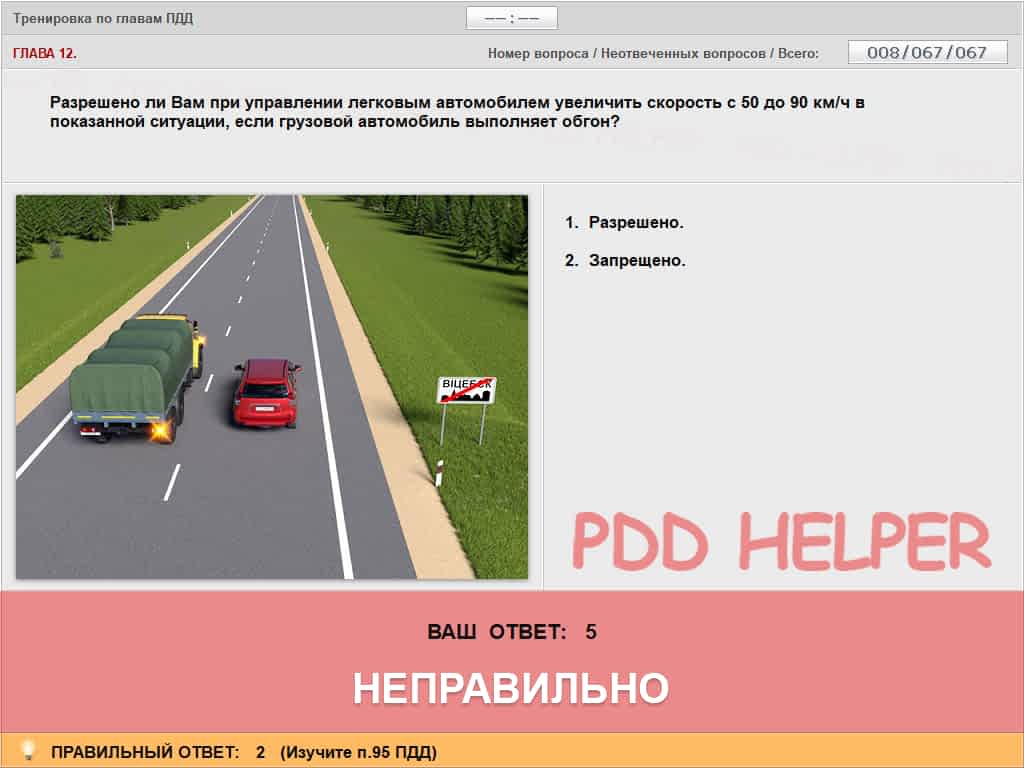 Тренировка по главам ПДД
—— : ——
ГЛАВА 12.
Номер вопроса / Неотвеченных вопросов / Всего:
008/067/067
Разрешено ли Вам при управлении легковым автомобилем увеличить скорость с 50 до 90 км/ч в
показанной ситуации, если грузовой автомобиль выполняет обгон?
1. Разрешено.
2. Запрещено.
ВІЦЕБСК
PDD HELPER
ВАШ ОТВЕТ: 5
НЕПРАВИЛЬНО
ПРАВИЛЬНЫЙ ОТВЕТ: 2 (Изучите п.95 ПДД)